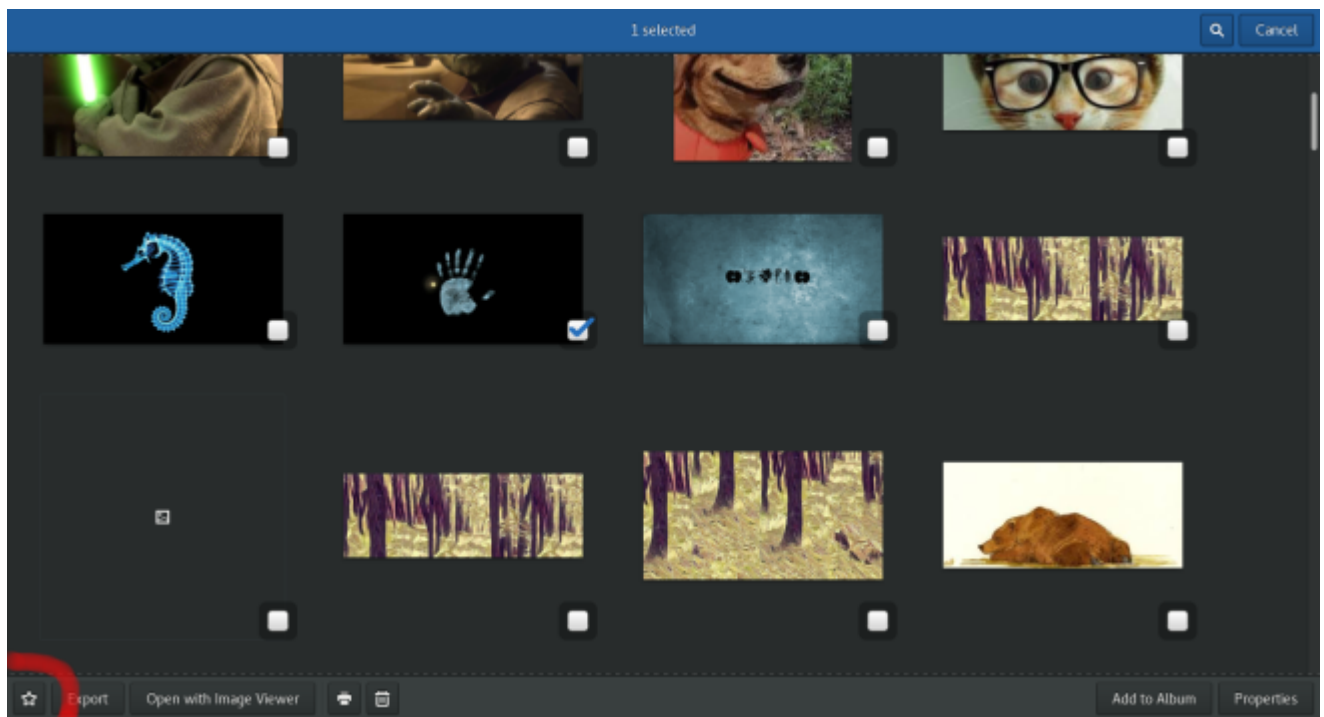 1 selected
Cancel
Export
Open with Image Viewer
Add to Album
Properties